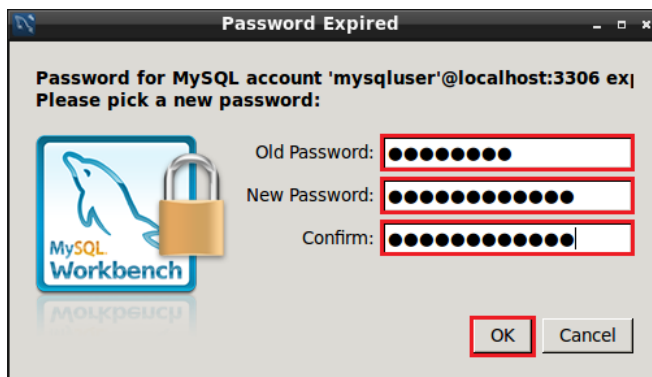 Password Expired
Password for MySQL account 'mysqluser'@localhost:3306 exp
Please pick a new password:
Old Password: ●●●●●●●●
New Password: ●●●●●●●●●●●●
Confirm: ●●●●●●●●●●●●
MySQL
Workbench
OK Cancel